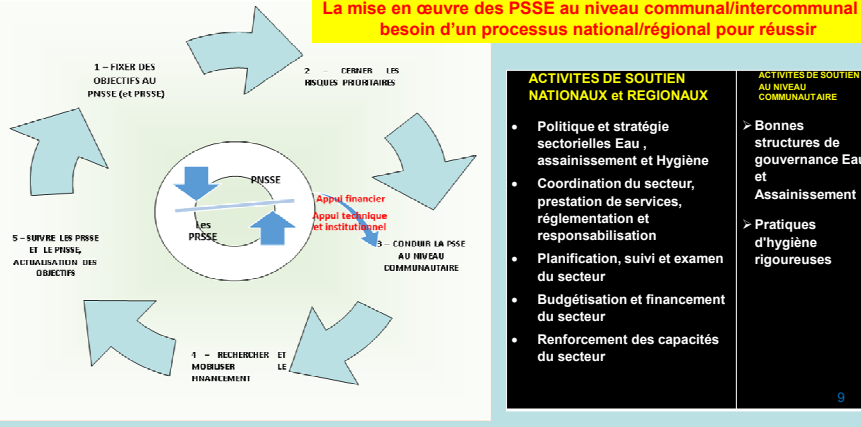 La mise en œuvre des PSSE au niveau communal/intercommunal
besoin d’un processus national/régional pour réussir
1 – FIXER DES
OBJECTIFS AU
PNSSE (et PRSSE)
2 – CERNER LES
RISQUES PRIORITAIRES
PNSSE
Les
PRSSE
Appui financier
Appui technique
et institutionnel
3 – CONDUIR LA PSSE
AU NIVEAU
COMMUNAUTAIRE
4 – RECHERCHER ET
MOBILISER LE
FINANCEMENT
5 – SUIVRE LES PRSSE
ET LE PNSSE,
ACTUALISATION DES
OBJECTIFS
ACTIVITES DE SOUTIEN
NATIONAUX et REGIONAUX
• Politique et stratégie
sectorielles Eau ,
assainissement et Hygiène
• Coordination du secteur,
prestation de services,
réglementation et
responsabilisation
• Planification, suivi et examen
du secteur
• Budgétisation et financement
du secteur
• Renforcement des capacités
du secteur
ACTIVITES DE SOUTIEN
AU NIVEAU
COMMUNAUTAIRE
➢ Bonnes
structures de
gouvernance Eau
et
Assainissement
➢ Pratiques
d'hygiène
rigoureuses
9